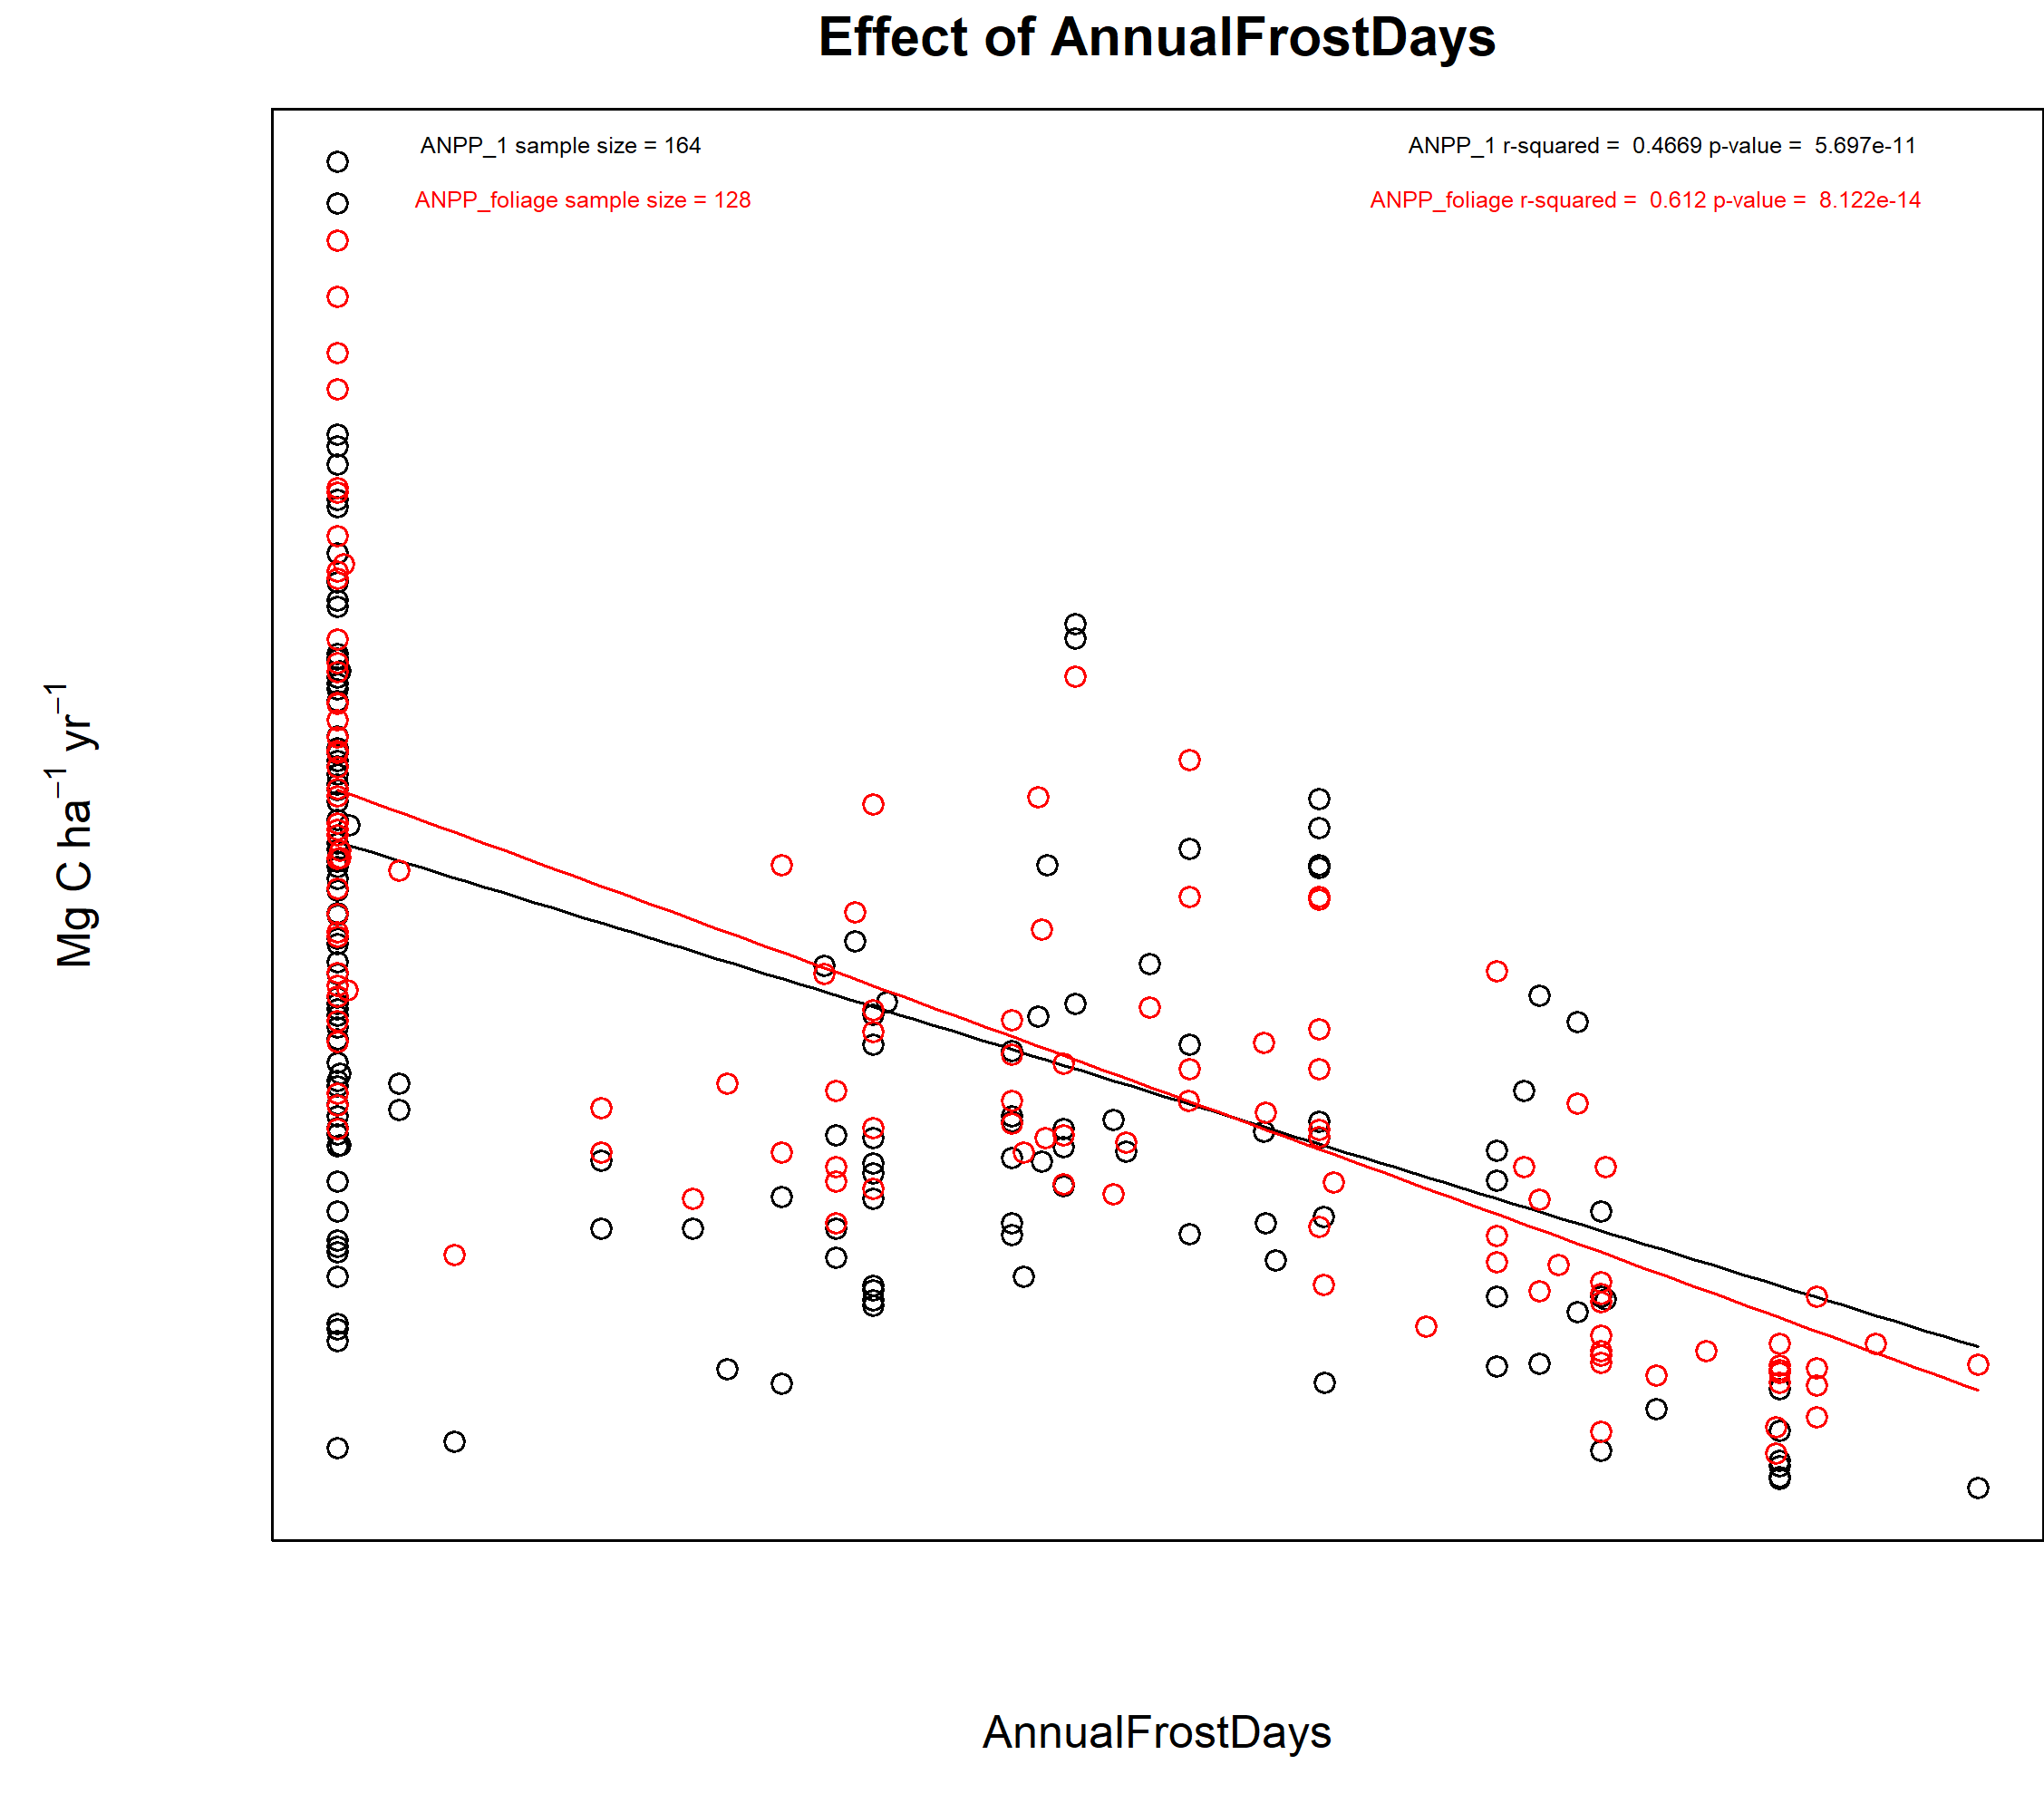 Effect of AnnualFrostDays
ANPP_1 sample size = 164
ANPP_1 r-squared =  0.4669 p-value =  5.697e-11
ANPP_foliage sample size = 128
ANPP_foliage r-squared =  0.612 p-value =  8.122e-14
Mg C ha⁻¹ yr⁻¹
AnnualFrostDays